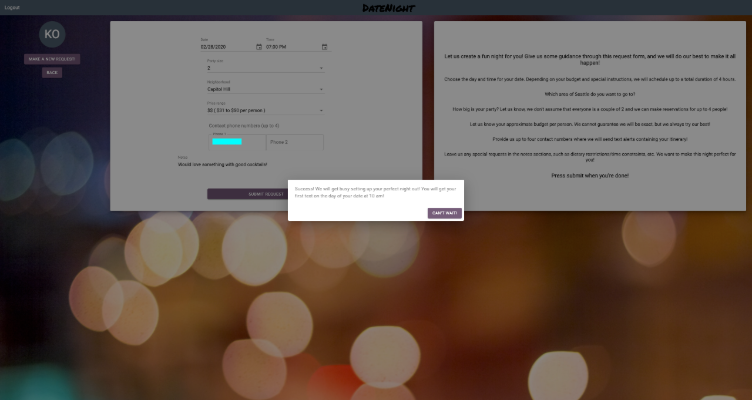 Logout
DATENIGHT
KO
MAKE A NEW REQUEST
BACK
Date
02/28/2020
Time
07:00 PM
Party size
2
Neighborhood
Capitol Hill
Price range
$$ ( $31 to $50 per person )
Contact phone numbers (up to 4)
Phone 1
Phone 2
Notes
Would love something with good cocktails!
SUBMIT REQUEST
Let us create a fun night for you! Give us some guidance through this request form, and we will do our best to make it all
happen!
Choose the day and time for your date. Depending on your budget and special instructions, we will schedule up to a total duration of 4 hours.
Which area of Seattle do you want to go to?
How big is your party? Let us know, we don't assume that everyone is a couple of 2 and we can make reservations for up to 4 people!
Let us know your approximate budget per person. We cannot guarantee we will be exact, but we always try our best!
Provide us up to four contact numbers where we will send text alerts containing your itinerary!
Leave us any special requests in the notes section, such as dietary restrictions, time constraints, etc. We want to make this night perfect for
you!
Press submit when you're done!
Success! We will get busy setting up your perfect night out! You will get your
first text on the day of your date at 10 am!
CAN'T WAIT!